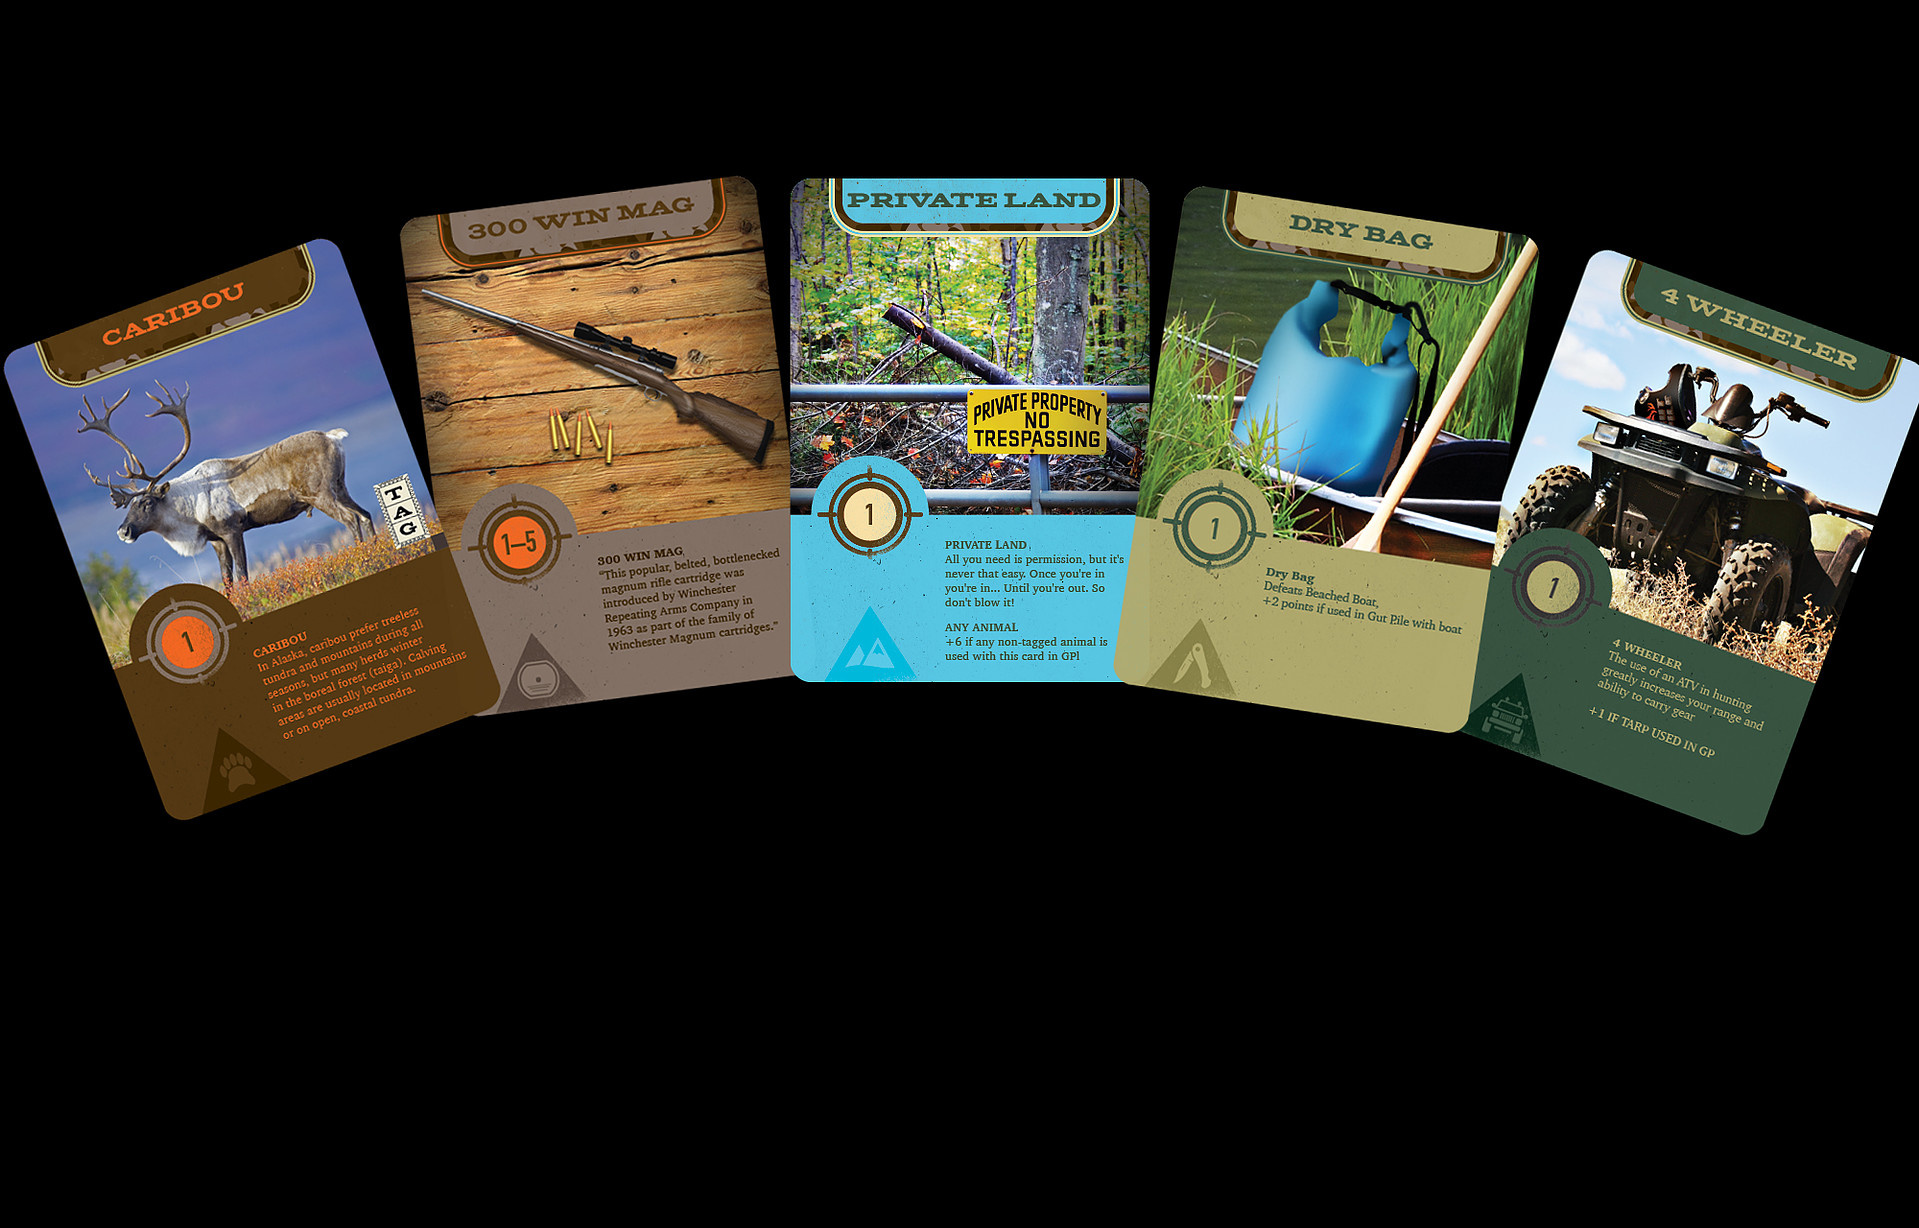 CARIBOU
TAG
1
CARIBOU
In Alaska, caribou prefer treeless
tundra and mountains during all
seasons, but many herds winter
in the boreal forest (taiga). Calving
areas are usually located in mountains
or on open, coastal tundra.
300 WIN MAG
1—5
300 WIN MAG
"This popular, belted, bottlenecked
magnum rifle cartridge was
introduced by Winchester
Repeating Arms Company in
1963 as part of the family of
Winchester Magnum cartridges."
PRIVATE LAND
PRIVATE PROPERTY
NO
TRESPASSING
1
PRIVATE LAND,
All you need is permission, but it's
never that easy. Once you're in
you're in... Until you're out. So
don't blow it!
ANY ANIMAL
+6 if any non-tagged animal is
used with this card in GPl
DRY BAG
1
Dry Bag
Defeats Beached Boat,
+2 points if used in Gut Pile with boat
4 WHEELER
1
4 WHEELER
The use of an ATV in hunting
greatly increases your range and
ability to carry gear
+1 IF TARP USED IN GP